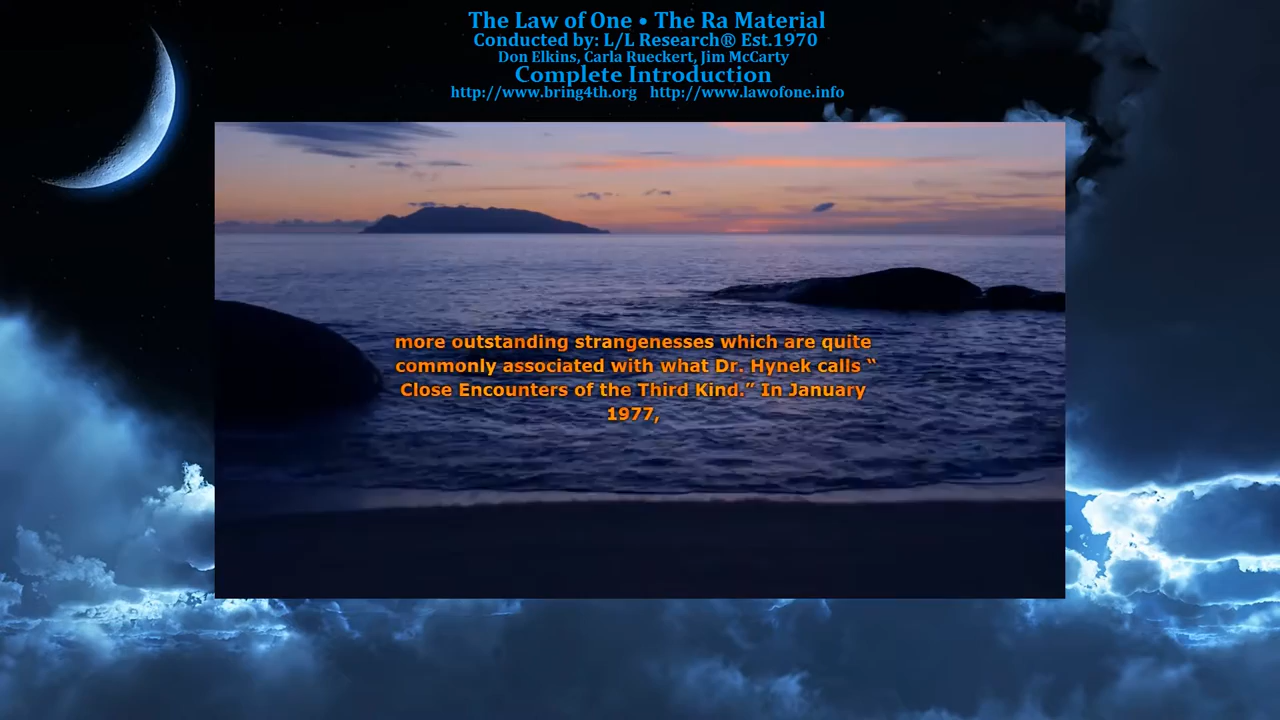 The Law of One • The Ra Material
Conducted by: L/L Research® Est.1970
Don Elkins, Carla Rueckert, Jim McCarty
Complete Introduction
http://www.bring4th.org http://www.lawofone.info
more outstanding strangenesses which are quite
commonly associated with what Dr. Hynek calls “
Close Encounters of the Third Kind.” In January
1977,